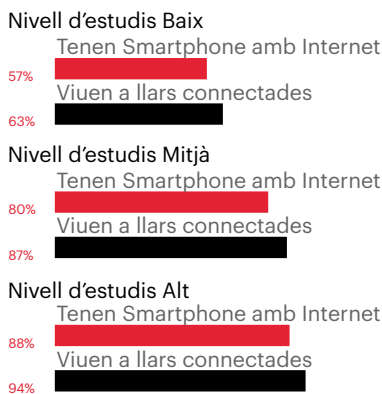 Nivell d’estudis Baix
Tenen Smartphone amb Internet
57%
Viuen a llars connectades
63%
Nivell d’estudis Mitjà
Tenen Smartphone amb Internet
80%
Viuen a llars connectades
87%
Nivell d’estudis Alt
Tenen Smartphone amb Internet
88%
Viuen a llars connectades
94%